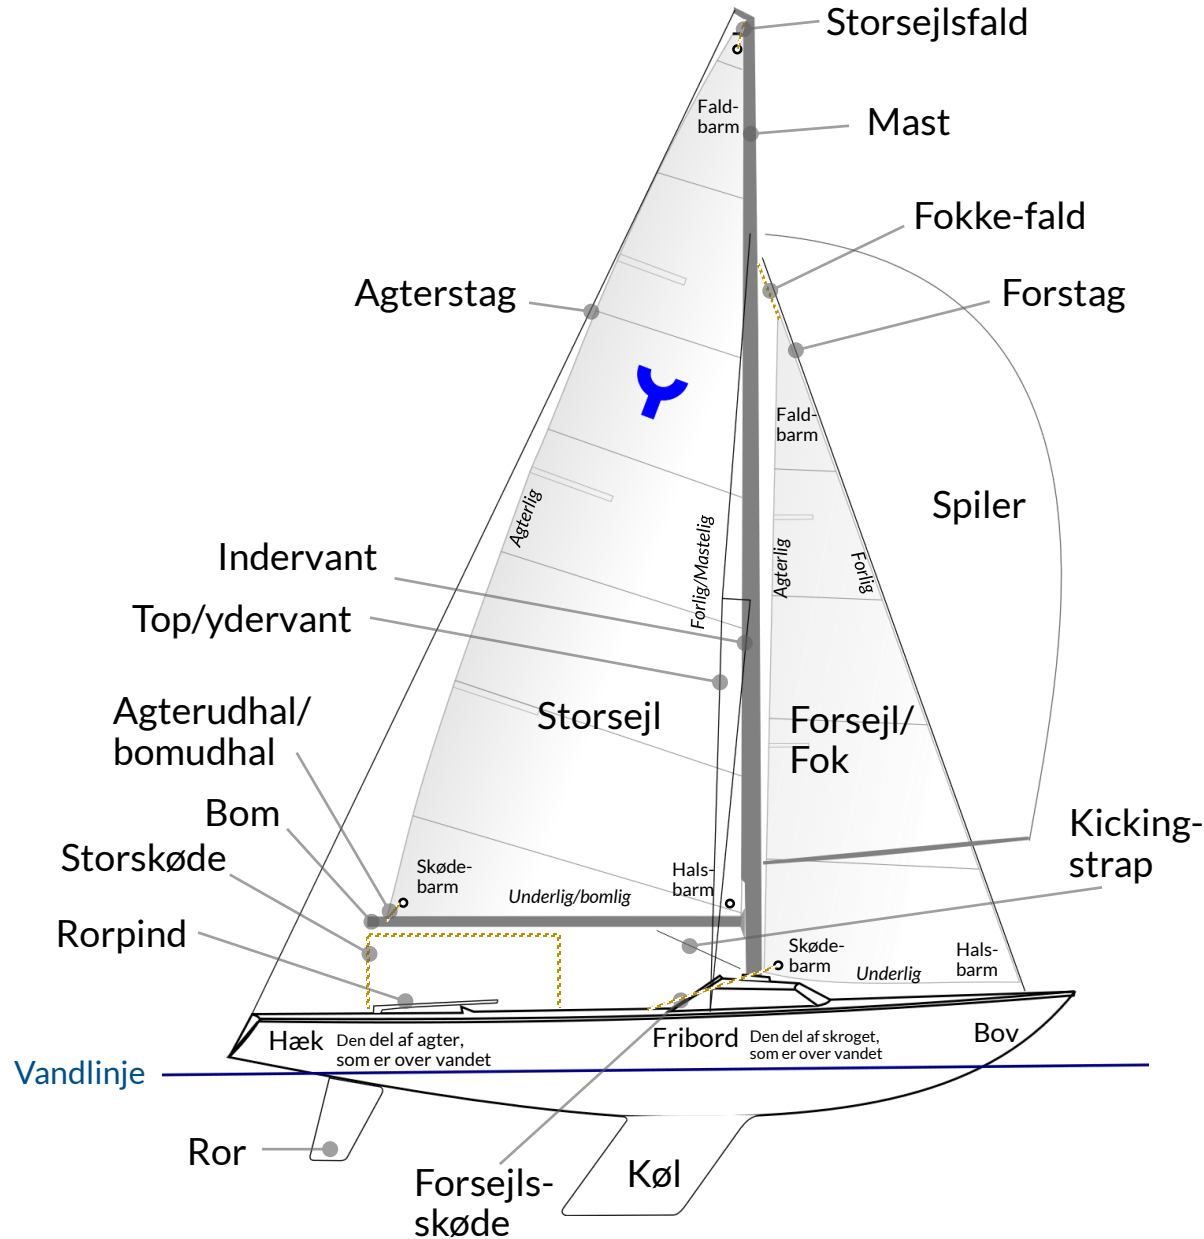 Storsejlsfald
Fald-
barm
Mast
Fokke-fald
Agterstag
Forstag
Fald-
barm
Spiler
Agterlig
Forlig/Mastelig
Agterlig
Forlig
Indervant
Top/ydervant
Agterudhal/
bomudhal
Storsejl
Forsejl/
Fok
Bom
Kicking-
strap
Storskøde
Skøde-
barm
Underlig/bomlig
Hals-
barm
Rorpind
Skøde-
barm
Underlig
Hals-
barm
Hæk
Den del af agter,
som er over vandet
Fribord
Den del af skroget,
som er over vandet
Bov
Vandlinje
Ror
Forsejls-
skøde
Køl